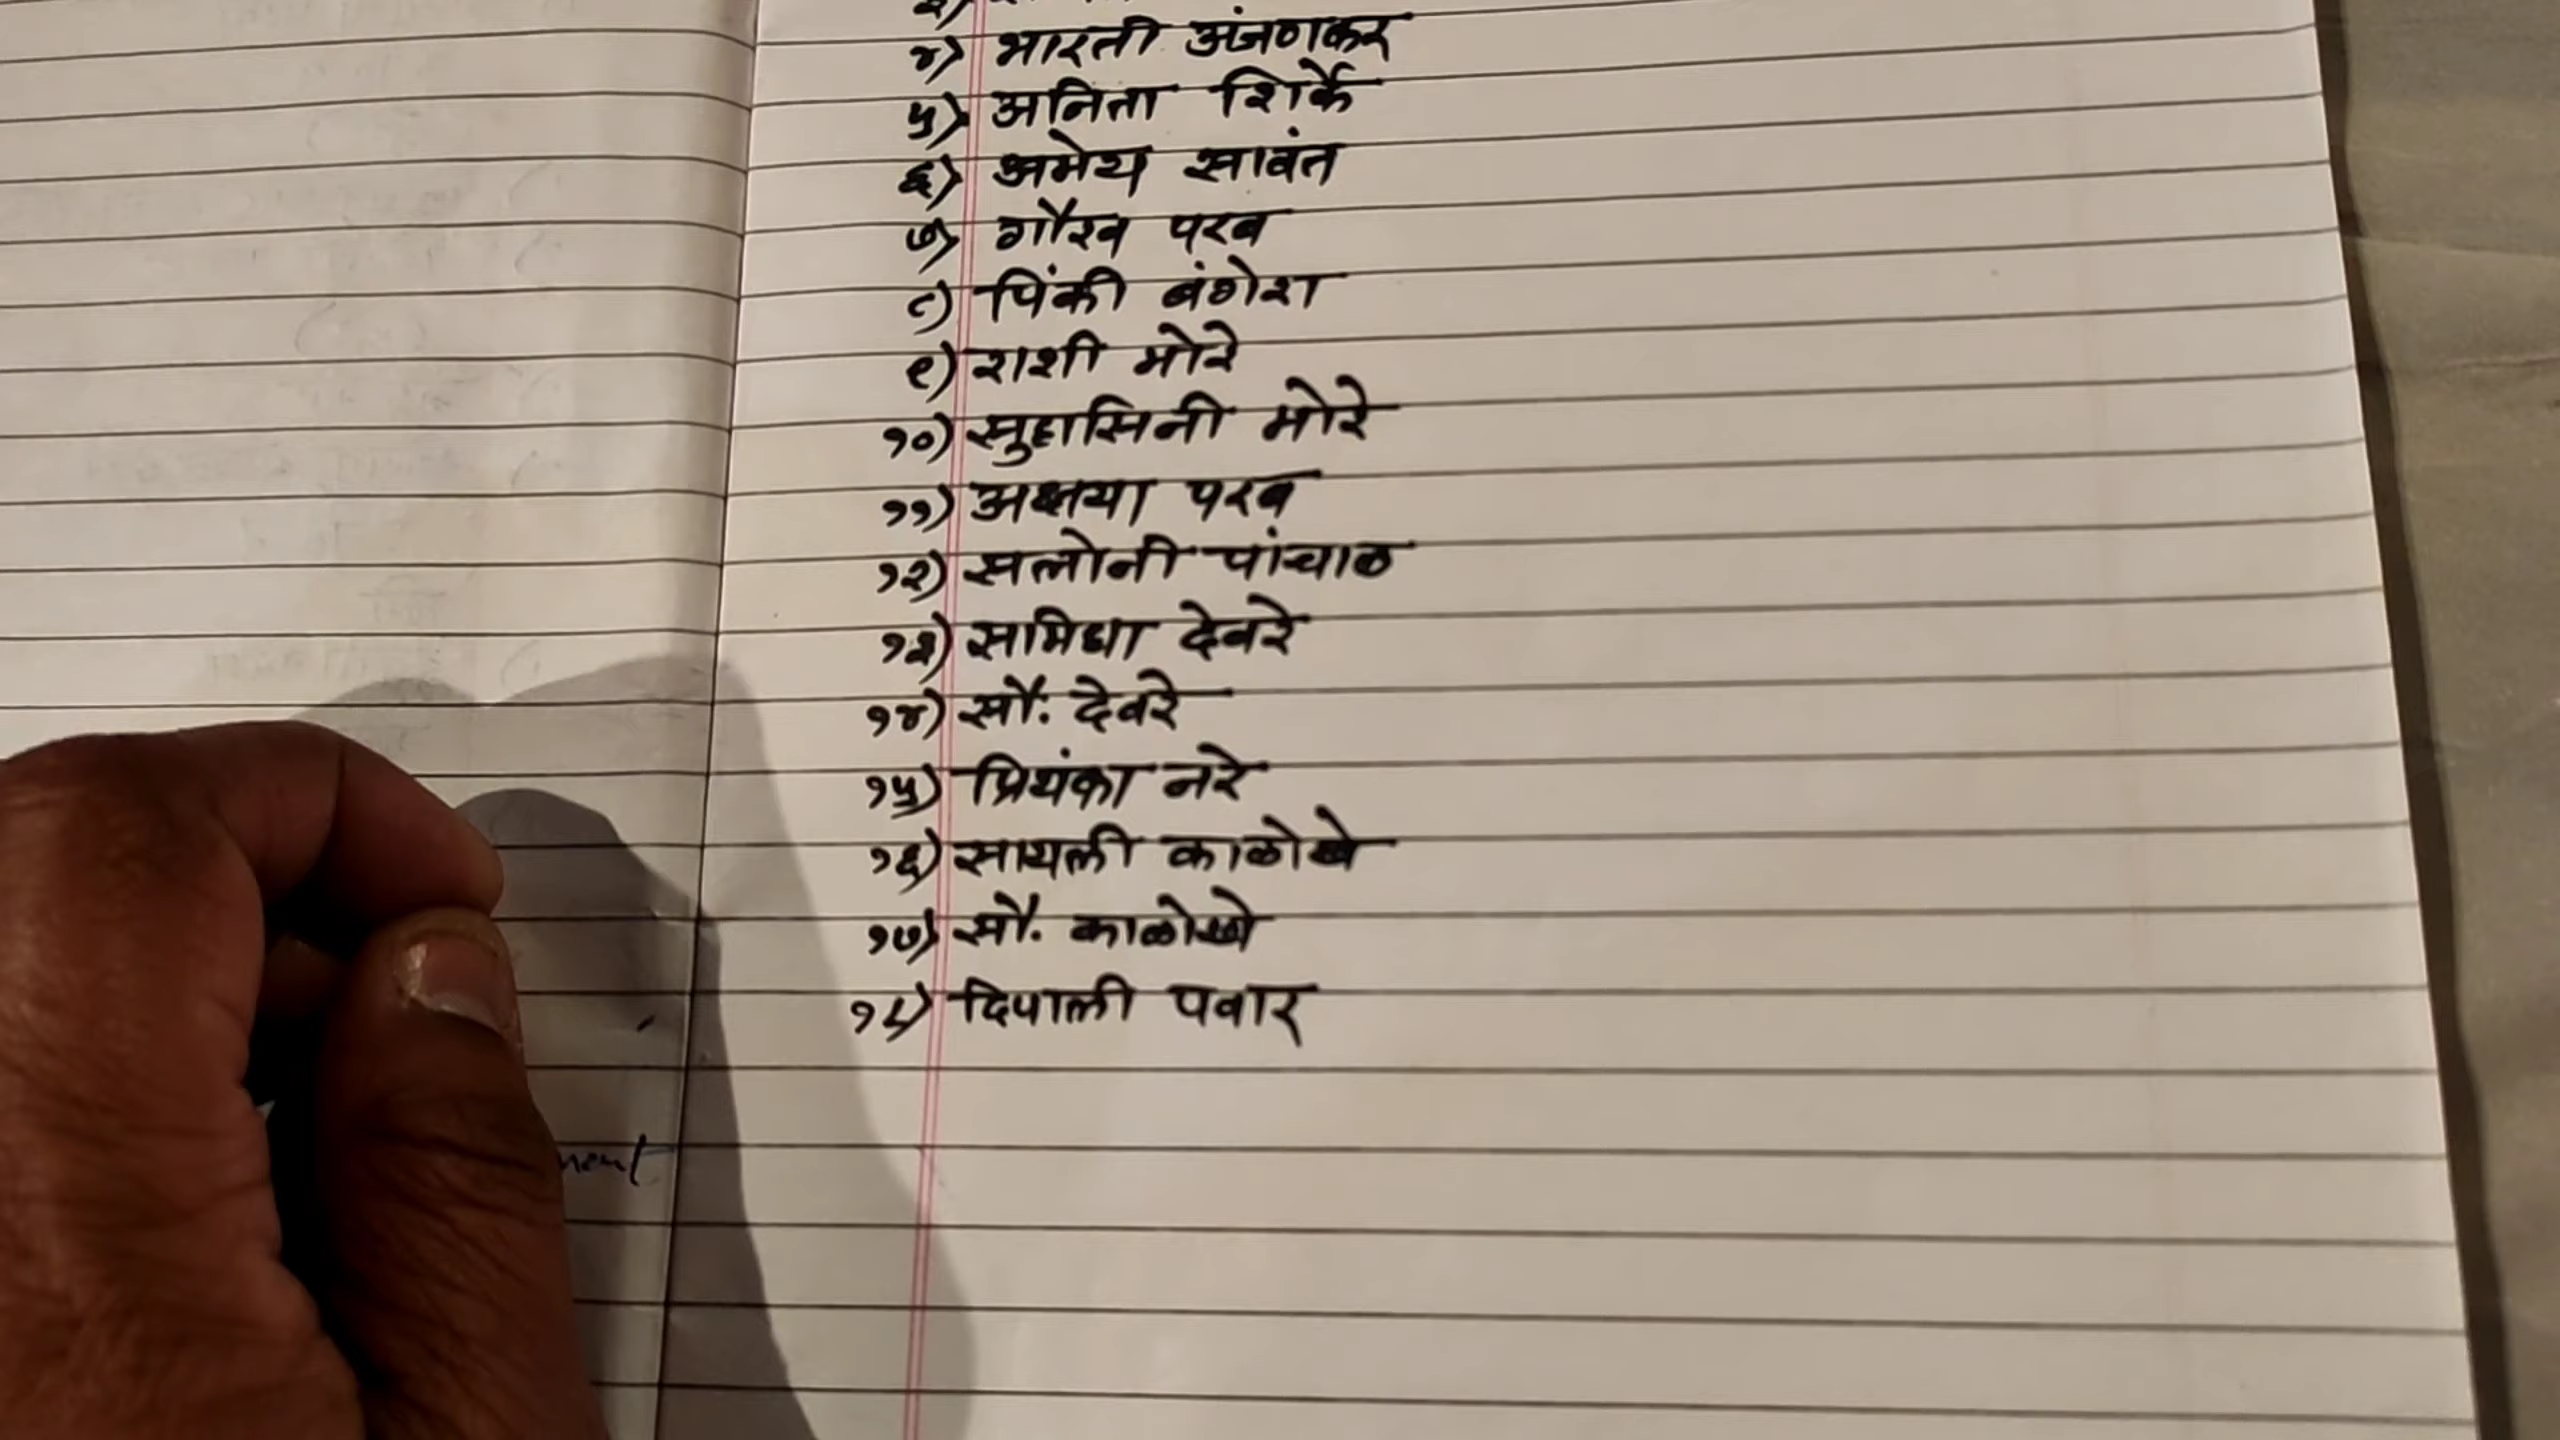 ४) भारती अंजणकर
५) अनिता शिर्के
६) अमेय सावंत
७) गौरव परब
८) पिंकी बंगेरा
९) राशी मोरे
१०) सुहासिनी मोरे
११) अक्षया परब
१२) सलोनी पांचाळ
१३) समिधा देवरे
१४) सौ. देवरे
१५) प्रियंका नरे
१६) सायली काळोखे
१७) सौ. काळोखे
१८) दिपाली पवार